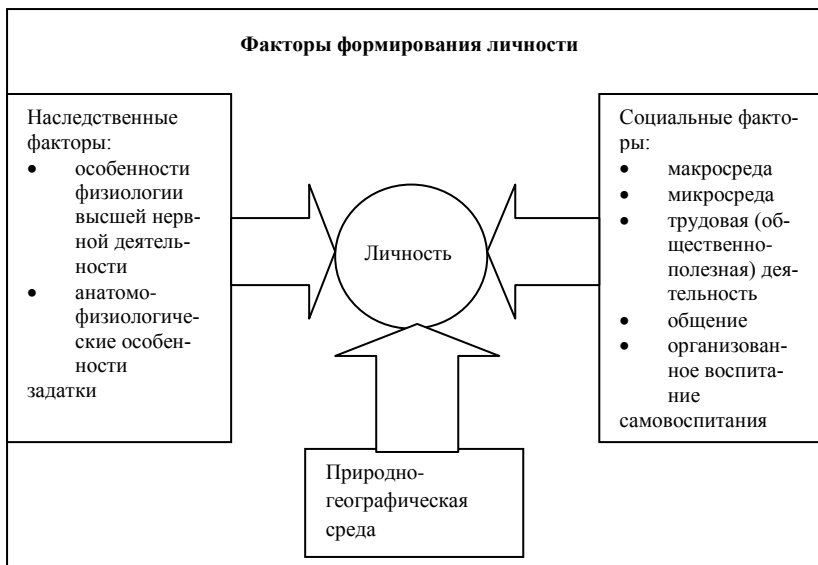 Факторы формирования личности
Наследственные
факторы:
• особенности
физиологии
высшей нерв-
ной деятель-
ности
• анатомо-
физиологиче-
ские особен-
ности
задатки
Личность
Социальные факто-
ры:
• макросреда
• микросреда
• трудовая (об-
щественно-
полезная) дея-
тельность
• общение
• организован-
ное воспита-
ние
самовоспитания
Природно-
географическая
среда